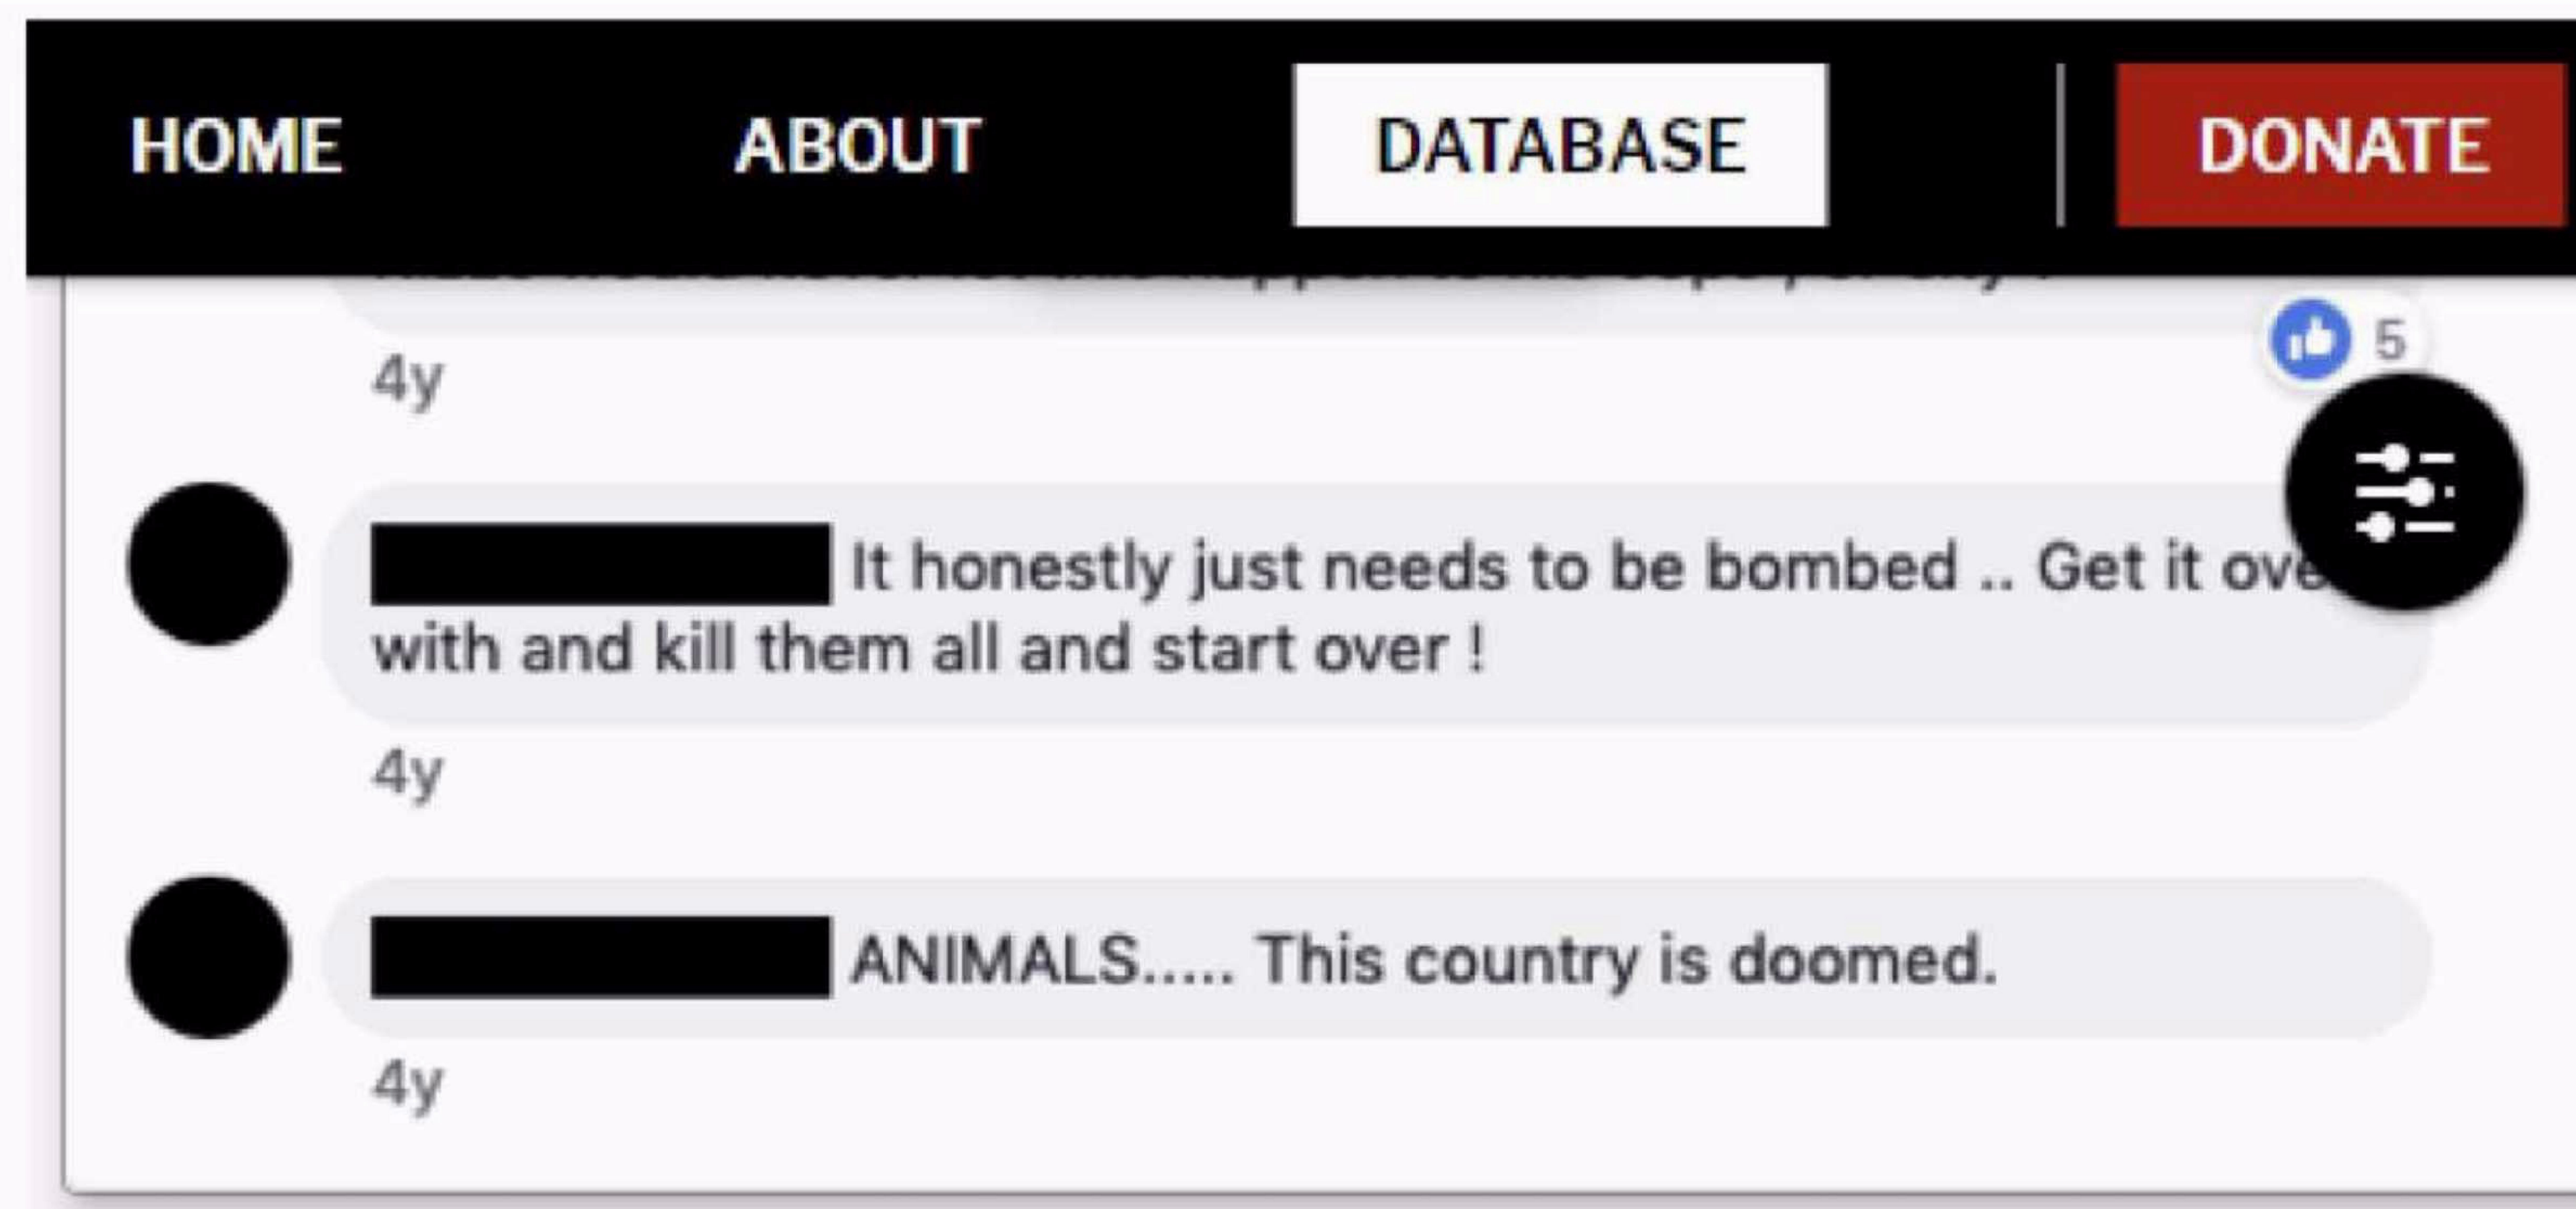 HOME ABOUT DATABASE DONATE
5
4y
It honestly just needs to be bombed .. Get it
with and kill them all and start over !
4y
ANIMALS..... This country is doomed.
4y